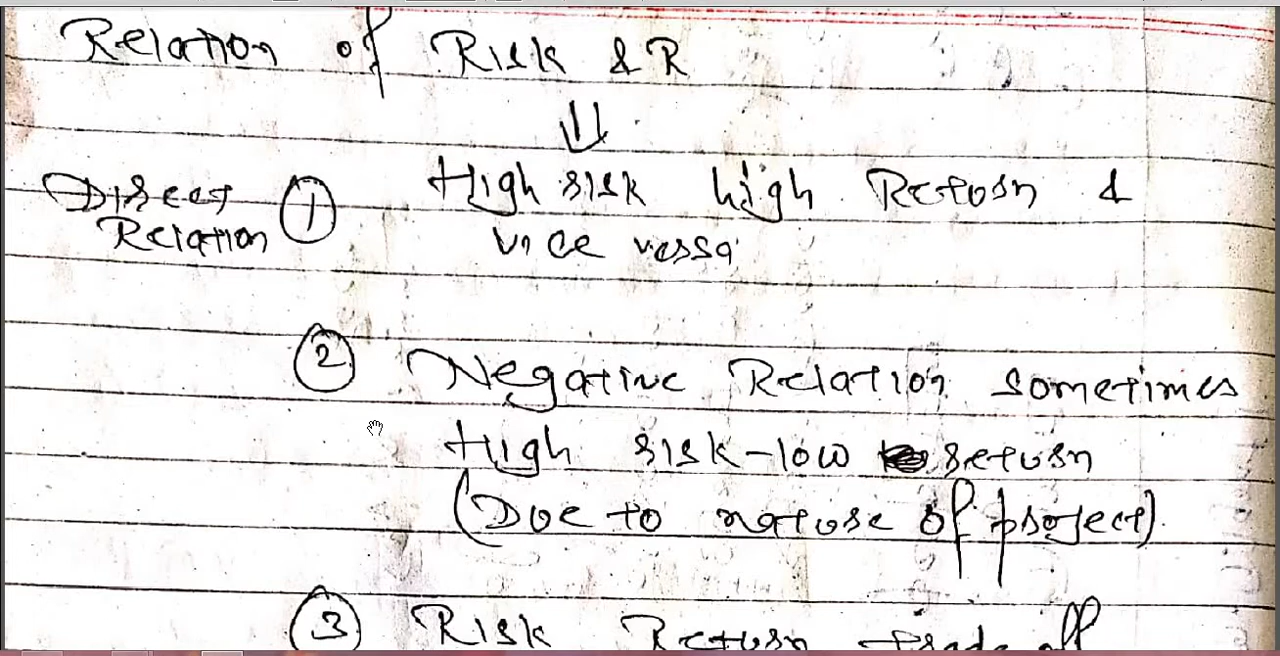 Relation of Risk & R
⇓
Direct Relation ① High risk high Return & vice versa
② Negative Relation sometimes
High risk-low return
(Due to nature of project).
③ Risk Return trade off